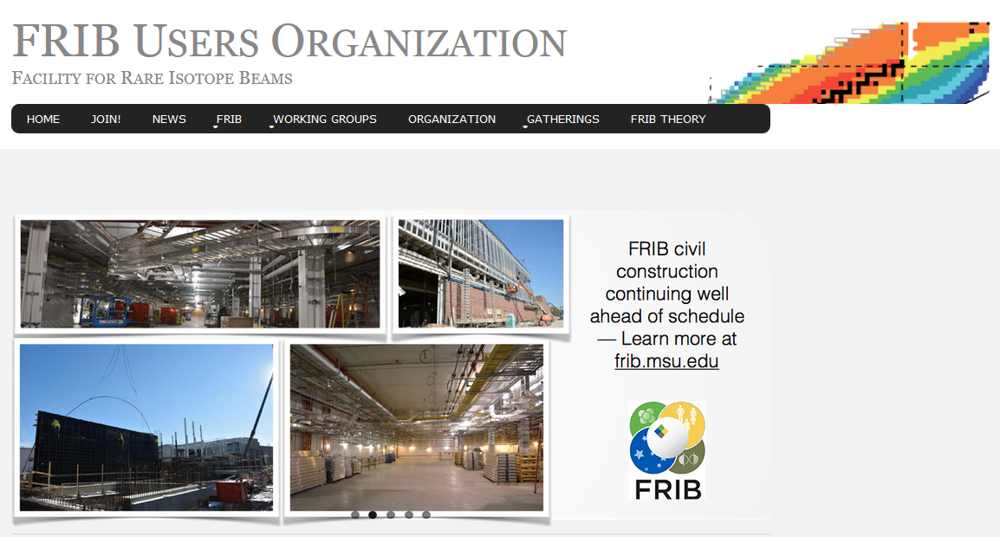 FRIB USERS ORGANIZATION
FACILITY FOR RARE ISOTOPE BEAMS
HOME JOIN! NEWS FRIB WORKING GROUPS ORGANIZATION GATHERINGS FRIB THEORY
FRIB civil
construction
continuing well
ahead of schedule
— Learn more at
frib.msu.edu
FRIB